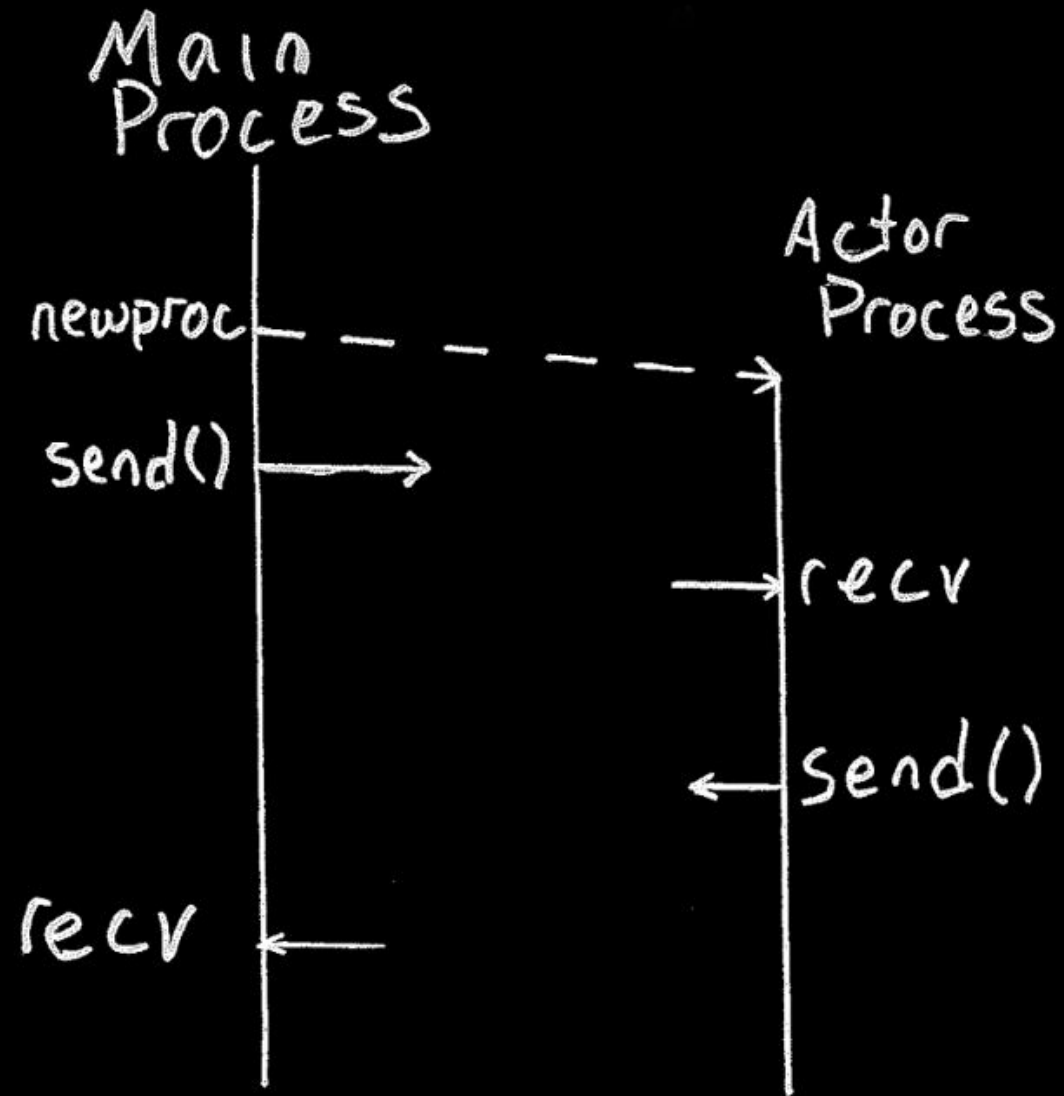 Main
Process
Actor
Process
newproc
send()
recv
send()
recv